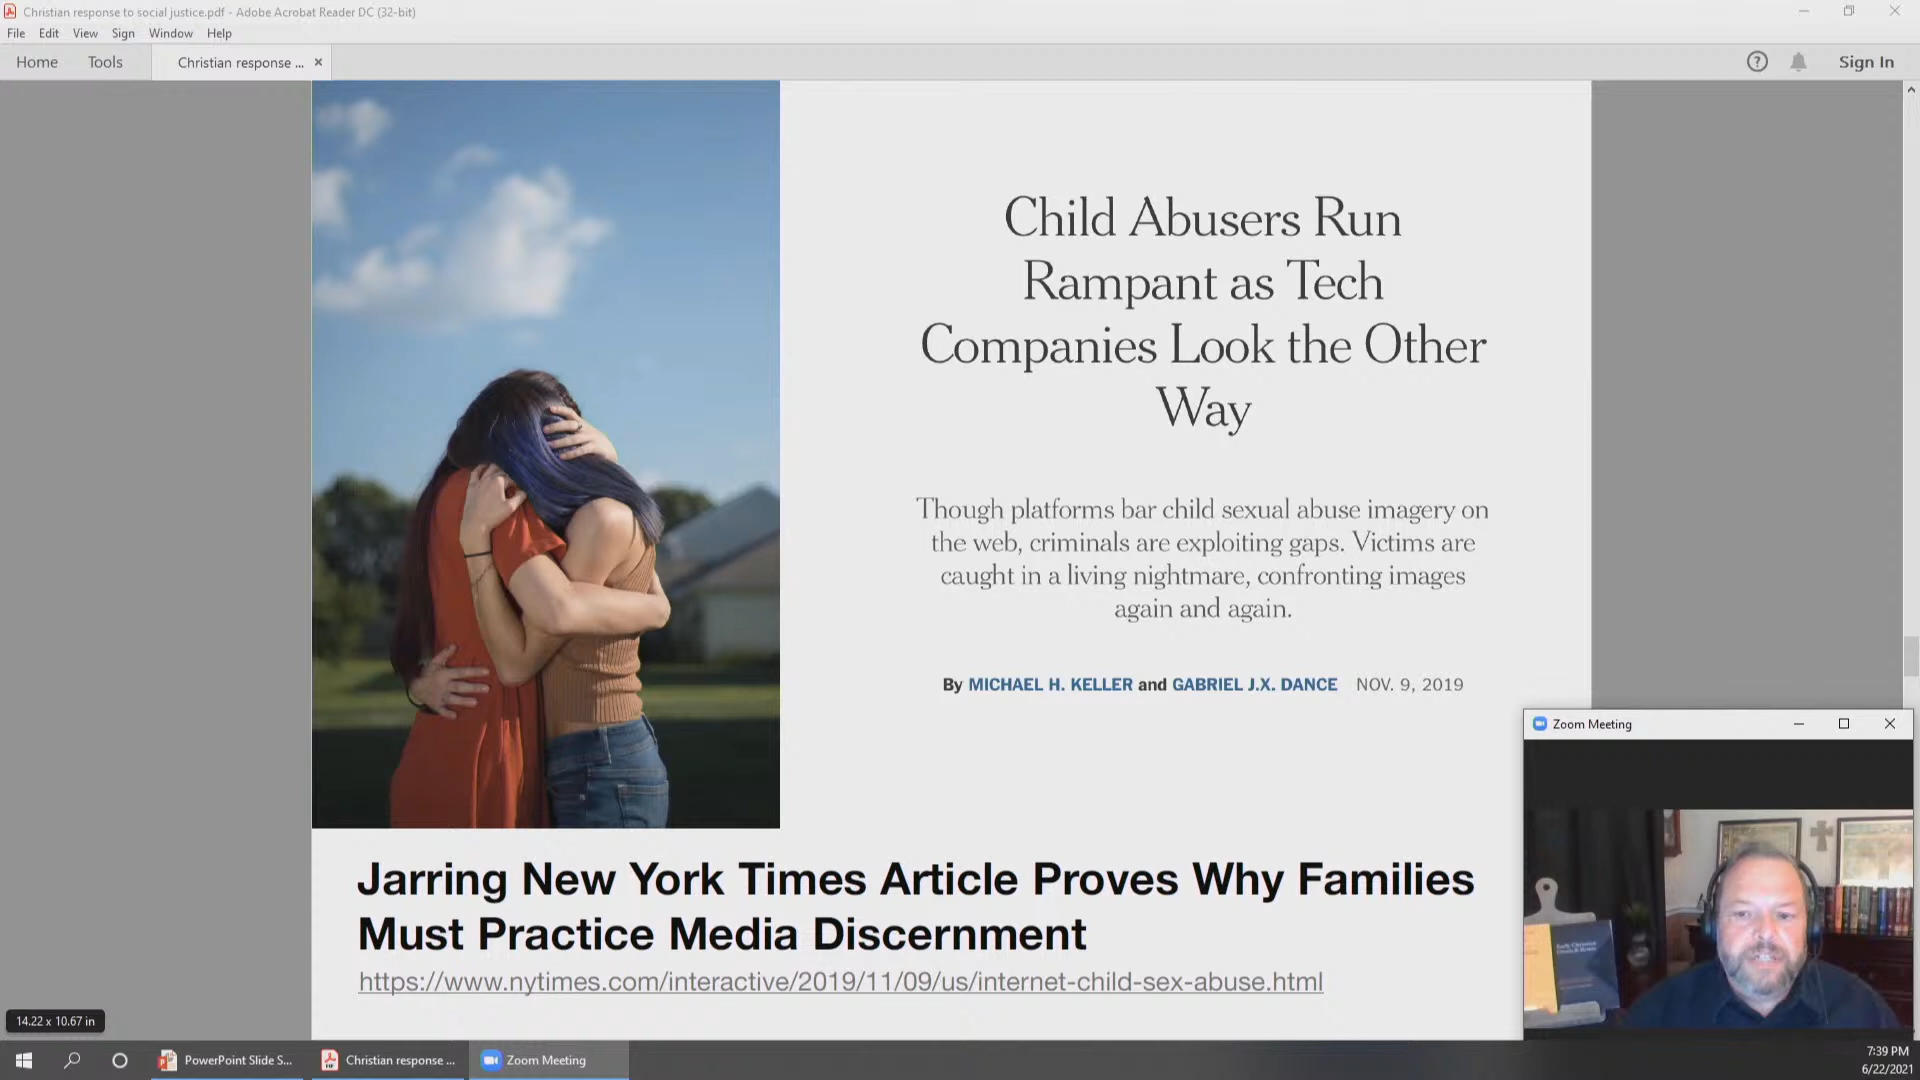 Christian response to social justice.pdf - Adobe Acrobat Reader DC (32-bit)
File Edit View Sign Window Help
Home Tools Christian response ... ×
? Sign In
Child Abusers Run
Rampant as Tech
Companies Look the Other
Way
Though platforms bar child sexual abuse imagery on
the web, criminals are exploiting gaps. Victims are
caught in a living nightmare, confronting images
again and again.
By MICHAEL H. KELLER and GABRIEL J.X. DANCE NOV. 9, 2019
Zoom Meeting
Early Christian
Jarring New York Times Article Proves Why Families
Must Practice Media Discernment
https://www.nytimes.com/interactive/2019/11/09/us/internet-child-sex-abuse.html
14.22 x 10.67 in
PowerPoint Slide S... Christian response ... Zoom Meeting
7:39 PM
6/22/2021